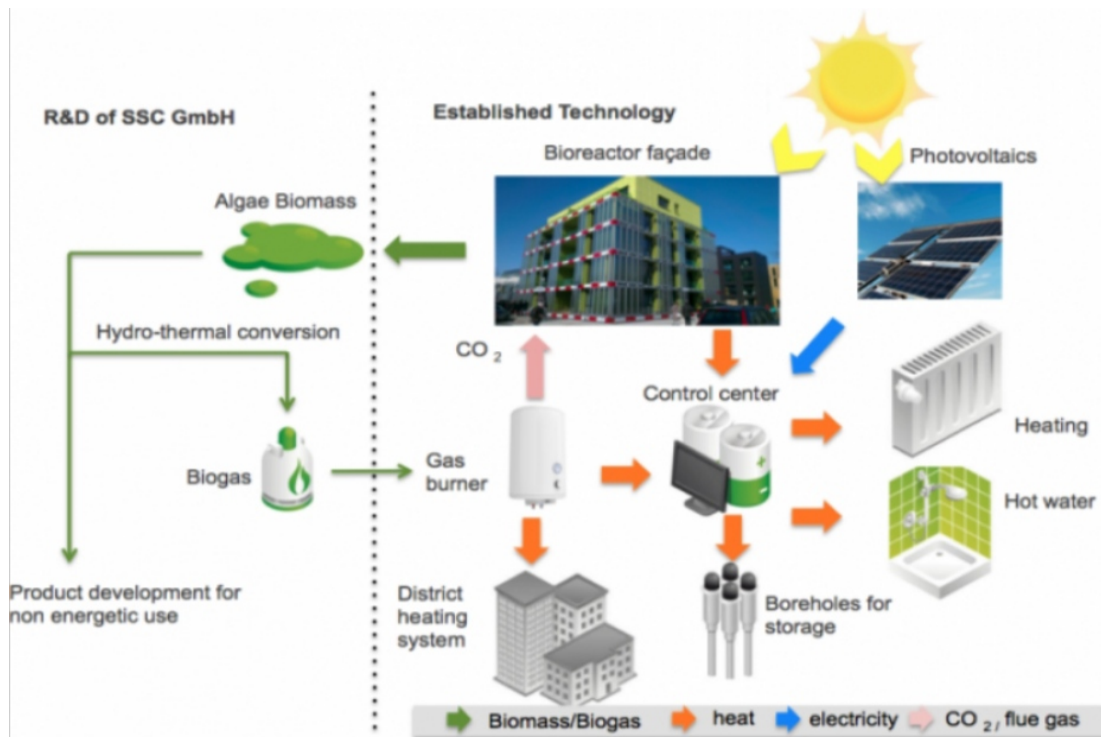 R&D of SSC GmbH
Established Technology
Bioreactor façade
Photovoltaics
Algae Biomass
Hydro-thermal conversion
CO 2
Control center
Heating
Biogas
Gas
burner
Hot water
Product development for
non energetic use
District
heating
system
Boreholes for
storage
Biomass/Biogas
heat
electricity
CO 2/ flue gas